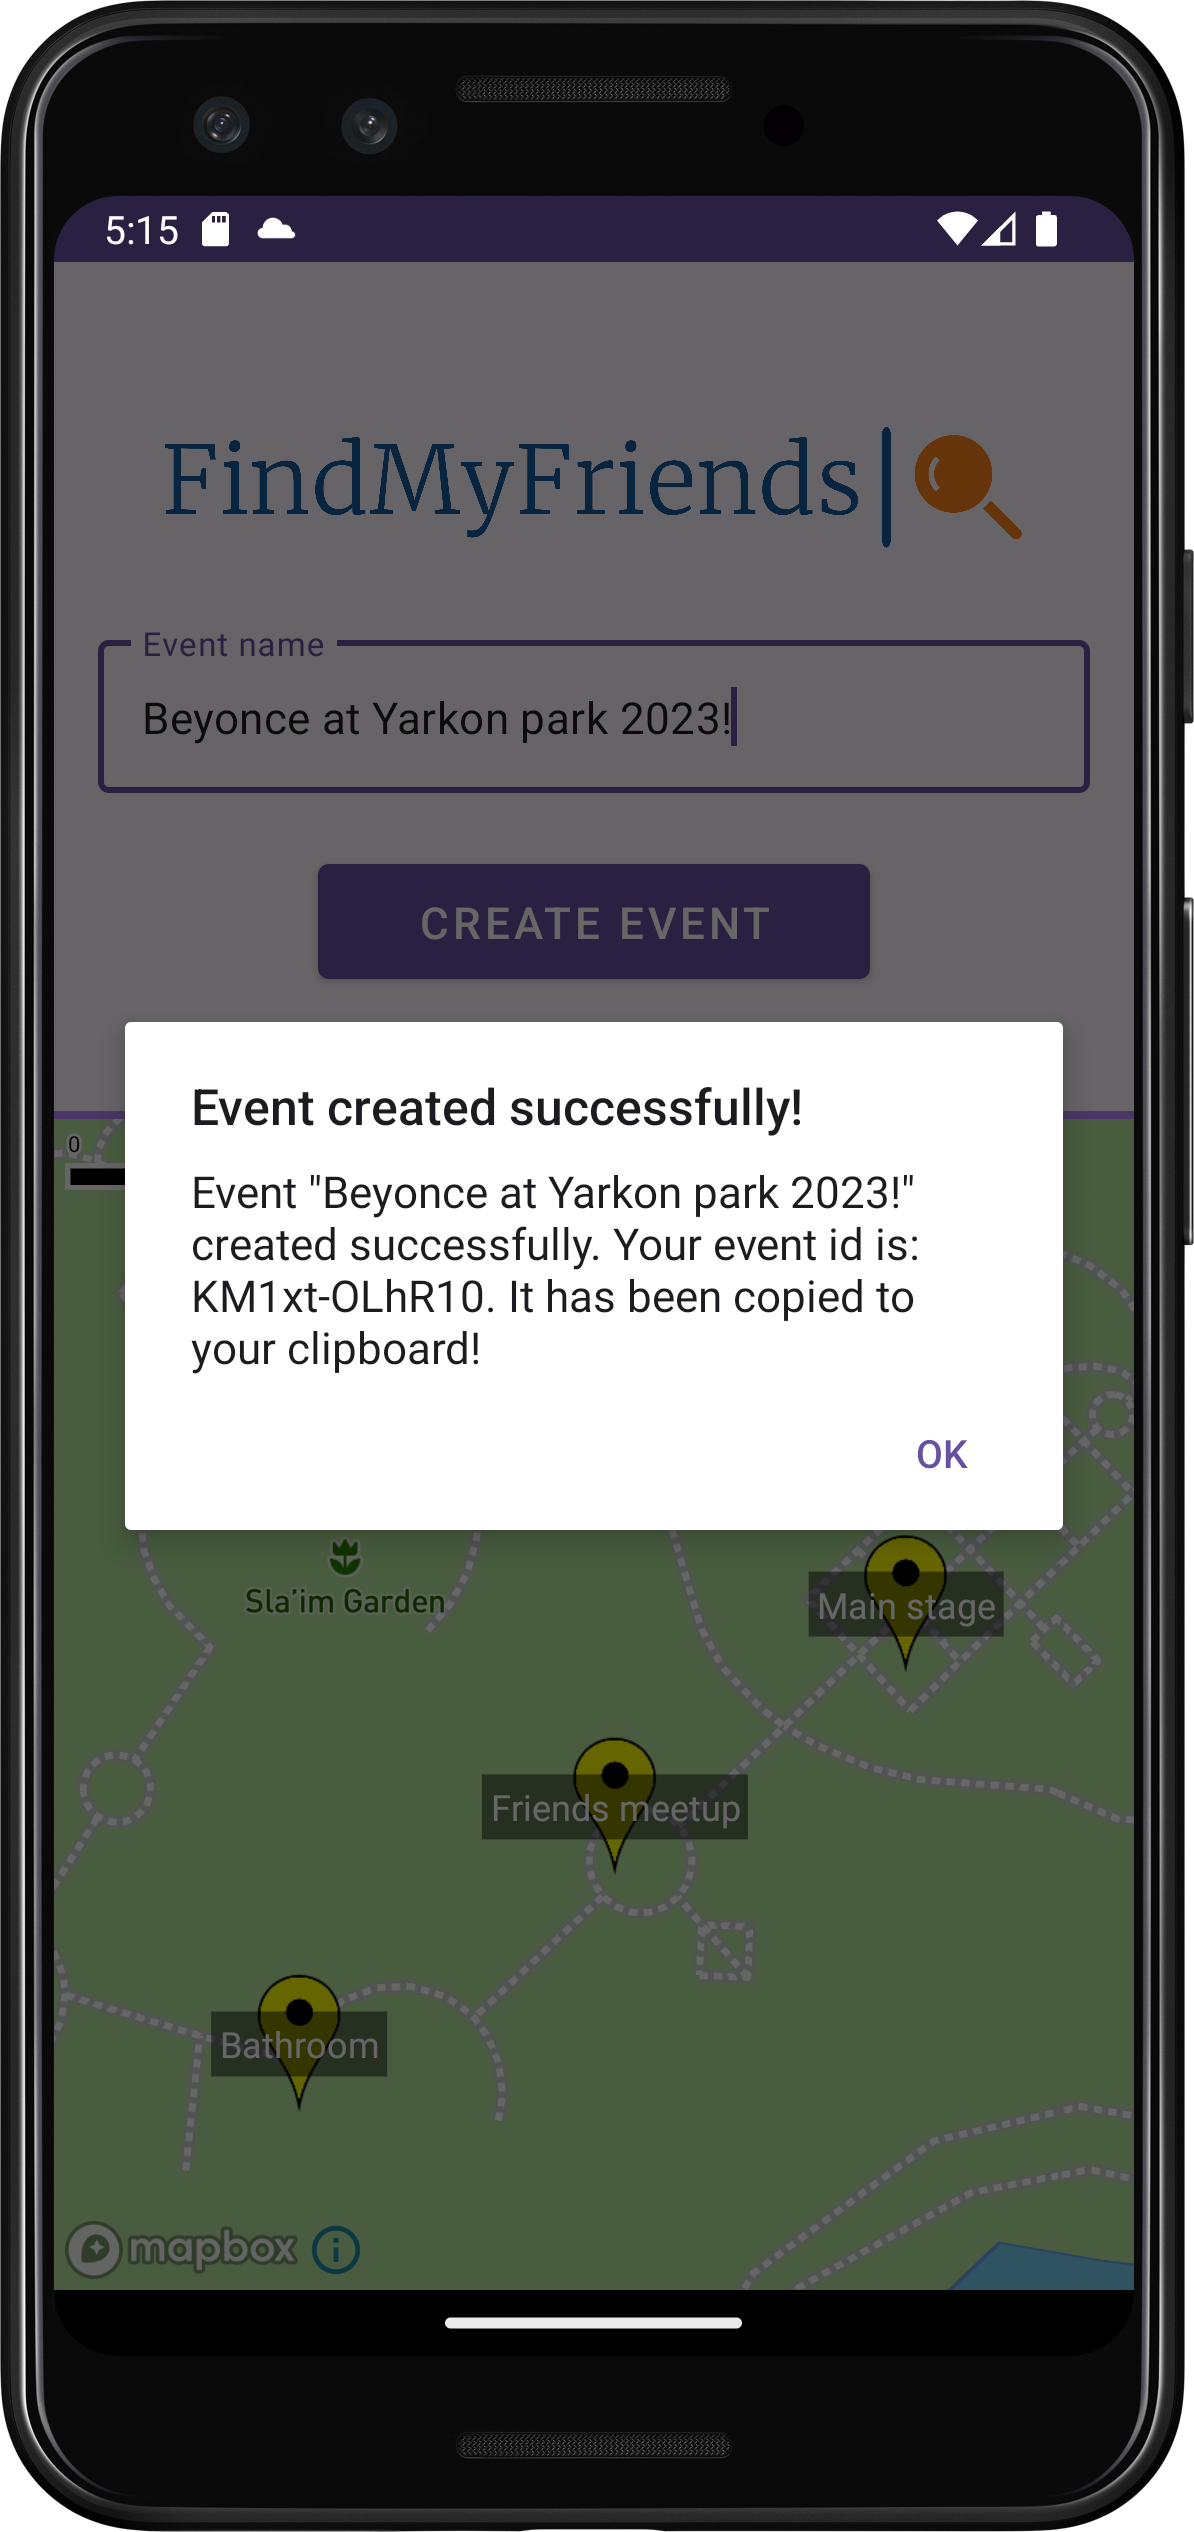 5:15
FindMyFriends
Event name
Beyonce at Yarkon park 2023!
CREATE EVENT
Event created successfully!
Event "Beyonce at Yarkon park 2023!"
created successfully. Your event id is:
KM1xt-OLhR10. It has been copied to
your clipboard!
OK
0
Sla'im Garden
Main stage
Friends meetup
Bathroom
mapbox